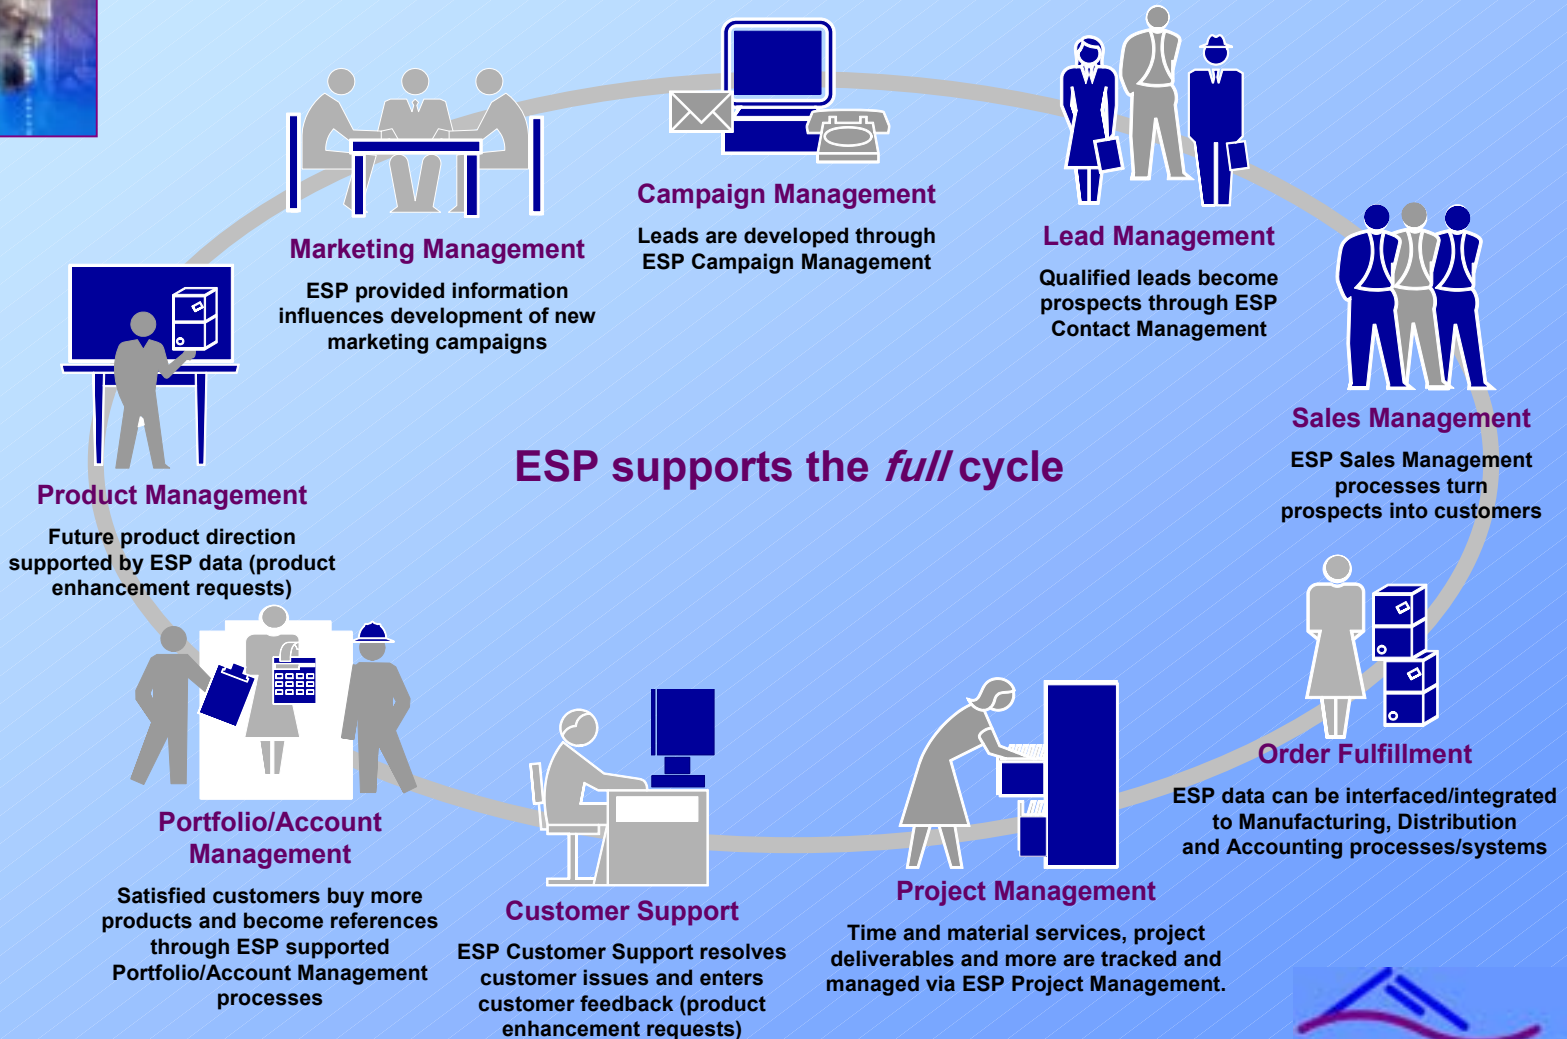 Campaign Management
Leads are developed through
ESP Campaign Management
Lead Management
Qualified leads become
prospects through ESP
Contact Management
Sales Management
ESP Sales Management
processes turn
prospects into customers
Order Fulfillment
ESP data can be interfaced/integrated
to Manufacturing, Distribution
and Accounting processes/systems
Project Management
Time and material services, project
deliverables and more are tracked and
managed via ESP Project Management.
Customer Support
ESP Customer Support resolves
customer issues and enters
customer feedback (product
enhancement requests)
Portfolio/Account
Management
Satisfied customers buy more
products and become references
through ESP supported
Portfolio/Account Management
processes
Product Management
Future product direction
supported by ESP data (product
enhancement requests)
Marketing Management
ESP provided information
influences development of new
marketing campaigns
ESP supports the full cycle